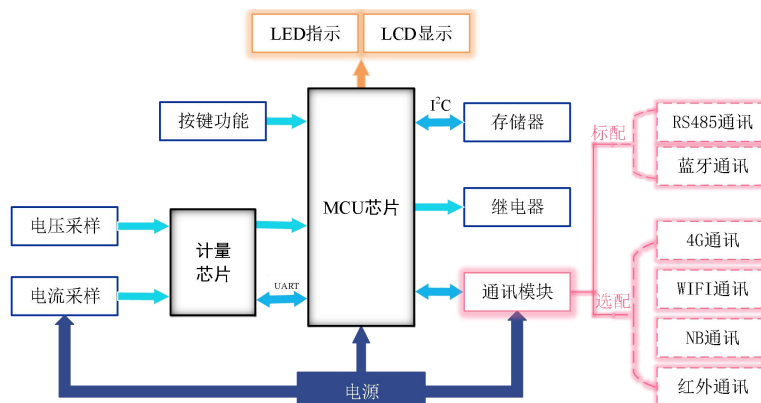 LED指示
LCD显示
按键功能
I²C
存储器
标配
RS485通讯
蓝牙通讯
MCU芯片
电压采样
计量
芯片
继电器
4G通讯
电流采样
UART
通讯模块
选配
WIFI通讯
NB通讯
电源
红外通讯